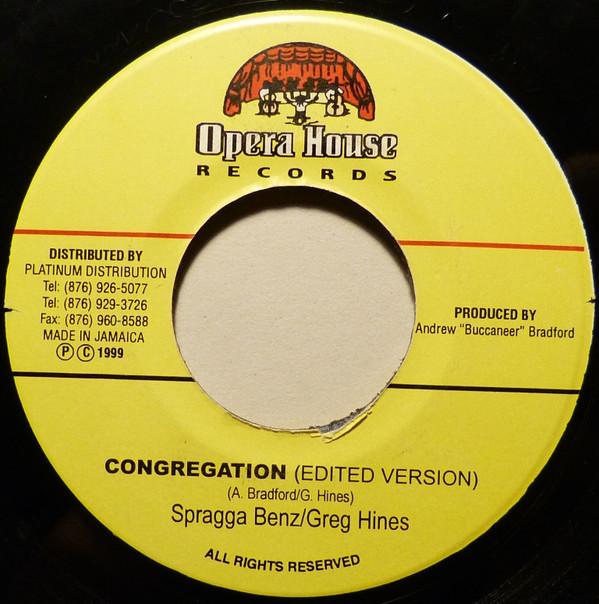 Opera House
RECORDS
DISTRIBUTED BY
PLATINUM DISTRIBUTION
Tel: (876) 926-5077
Tel: (876) 929-3726
Fax: (876) 960-8588
MADE IN JAMAICA
Ⓟ Ⓒ 1999
PRODUCED BY
Andrew "Buccaneer" Bradford
CONGREGATION (EDITED VERSION)
(A. Bradford/G. Hines)
Spragga Benz/Greg Hines
ALL RIGHTS RESERVED